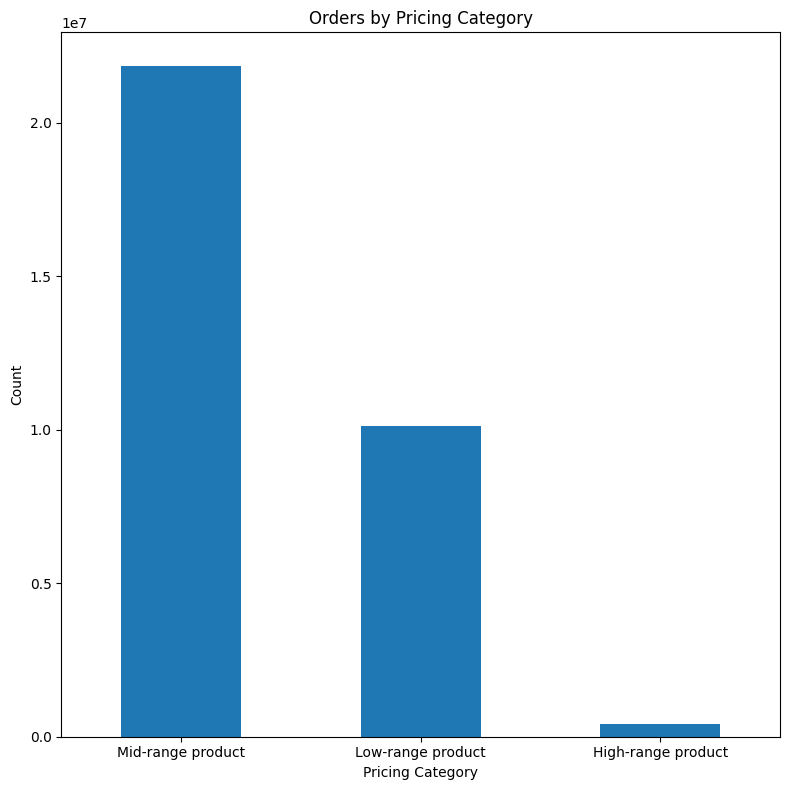 Orders by Pricing Category
1e7
2.0
1.5
1.0
0.5
0.0
Count
Mid-range product Low-range product High-range product
Pricing Category